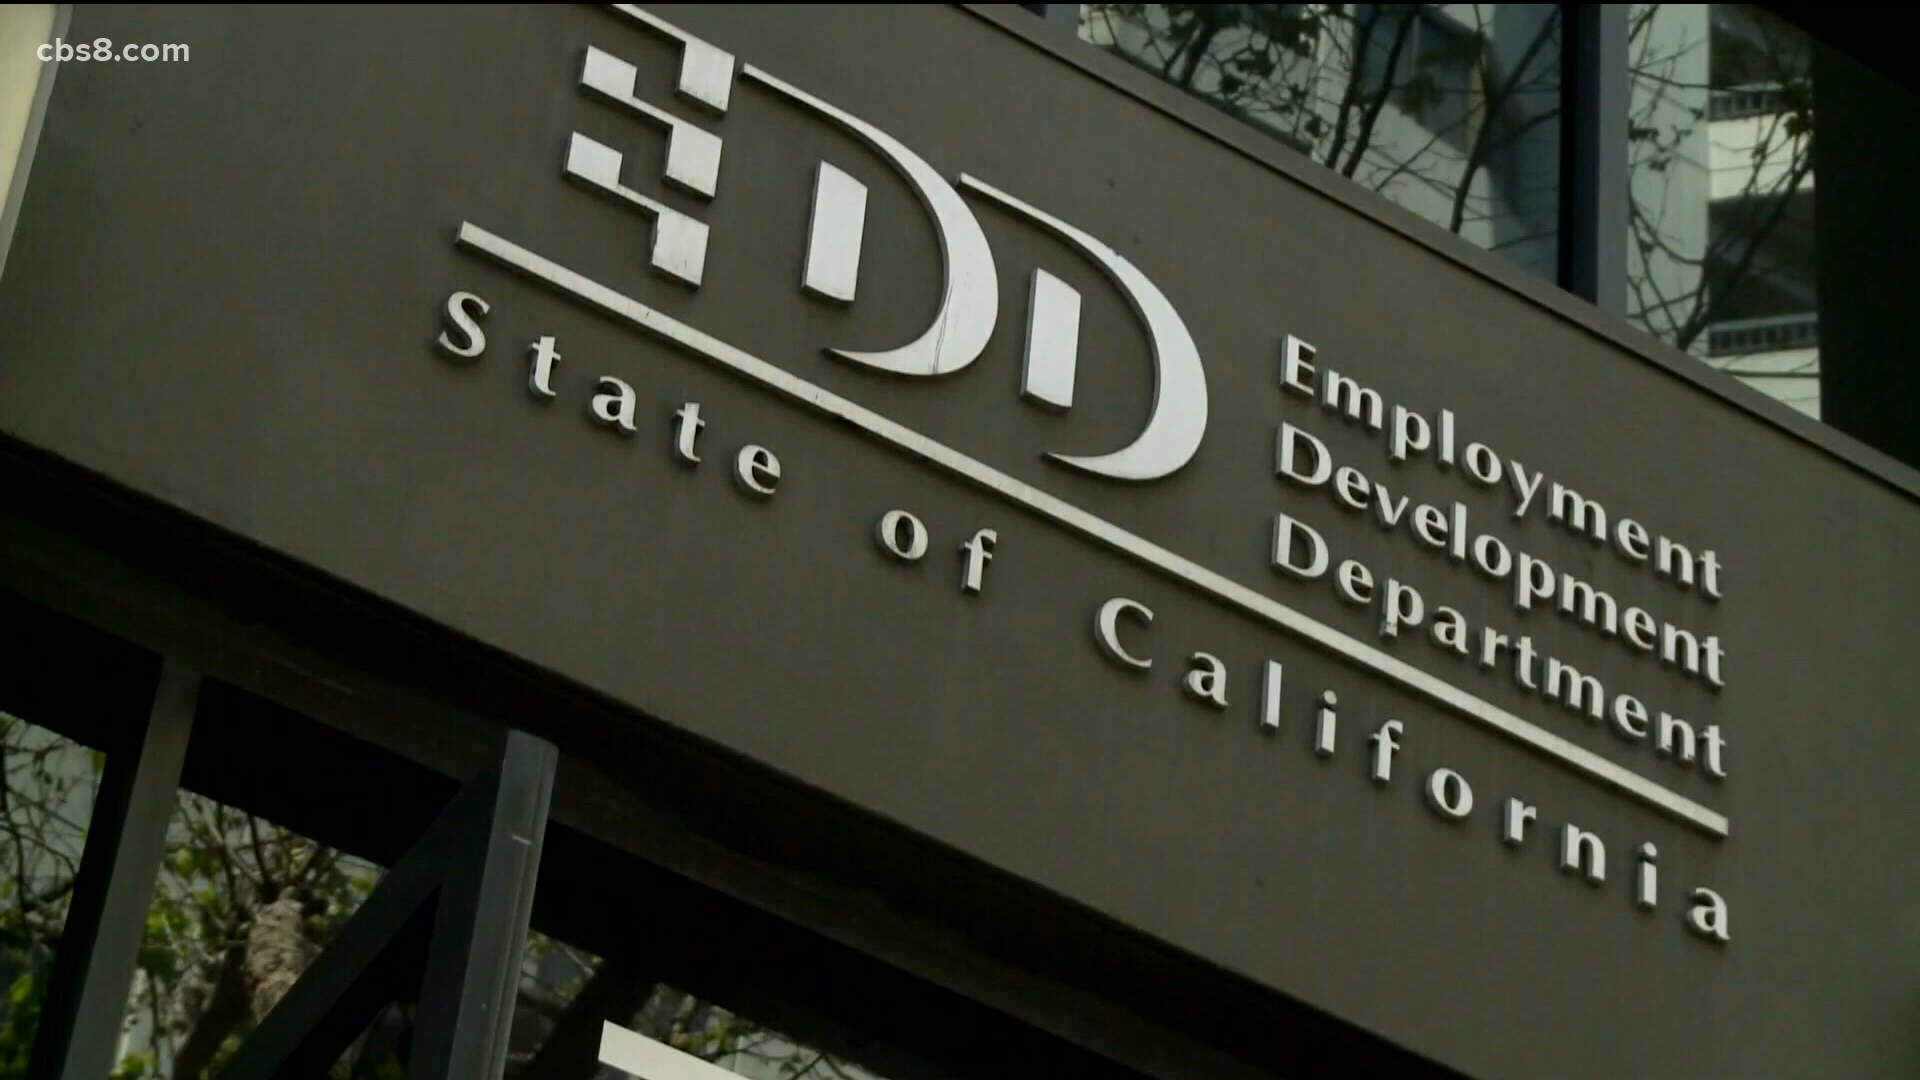 cbs8.com
EDD
Employment
Development
Department
State of California